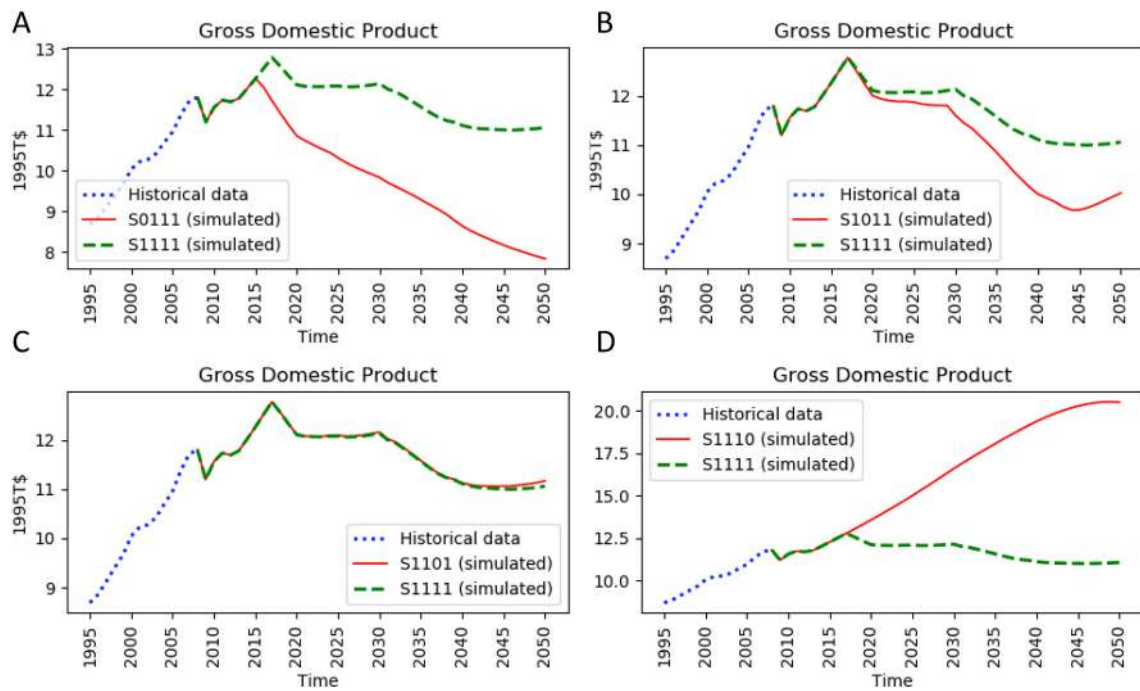 A
Gross Domestic Product
13
12
11
10
9
8
1995T$
Historical data
S0111 (simulated)
S1111 (simulated)
1995 2000 2005 2010 2015 2020 2025 2030 2035 2040 2045 2050
Time
B
Gross Domestic Product
12
11
10
9
1995T$
Historical data
S1011 (simulated)
S1111 (simulated)
1995 2000 2005 2010 2015 2020 2025 2030 2035 2040 2045 2050
Time
C
Gross Domestic Product
12
11
10
9
1995T$
Historical data
S1101 (simulated)
S1111 (simulated)
1995 2000 2005 2010 2015 2020 2025 2030 2035 2040 2045 2050
Time
D
Gross Domestic Product
20.0
17.5
15.0
12.5
10.0
1995T$
Historical data
S1110 (simulated)
S1111 (simulated)
1995 2000 2005 2010 2015 2020 2025 2030 2035 2040 2045 2050
Time